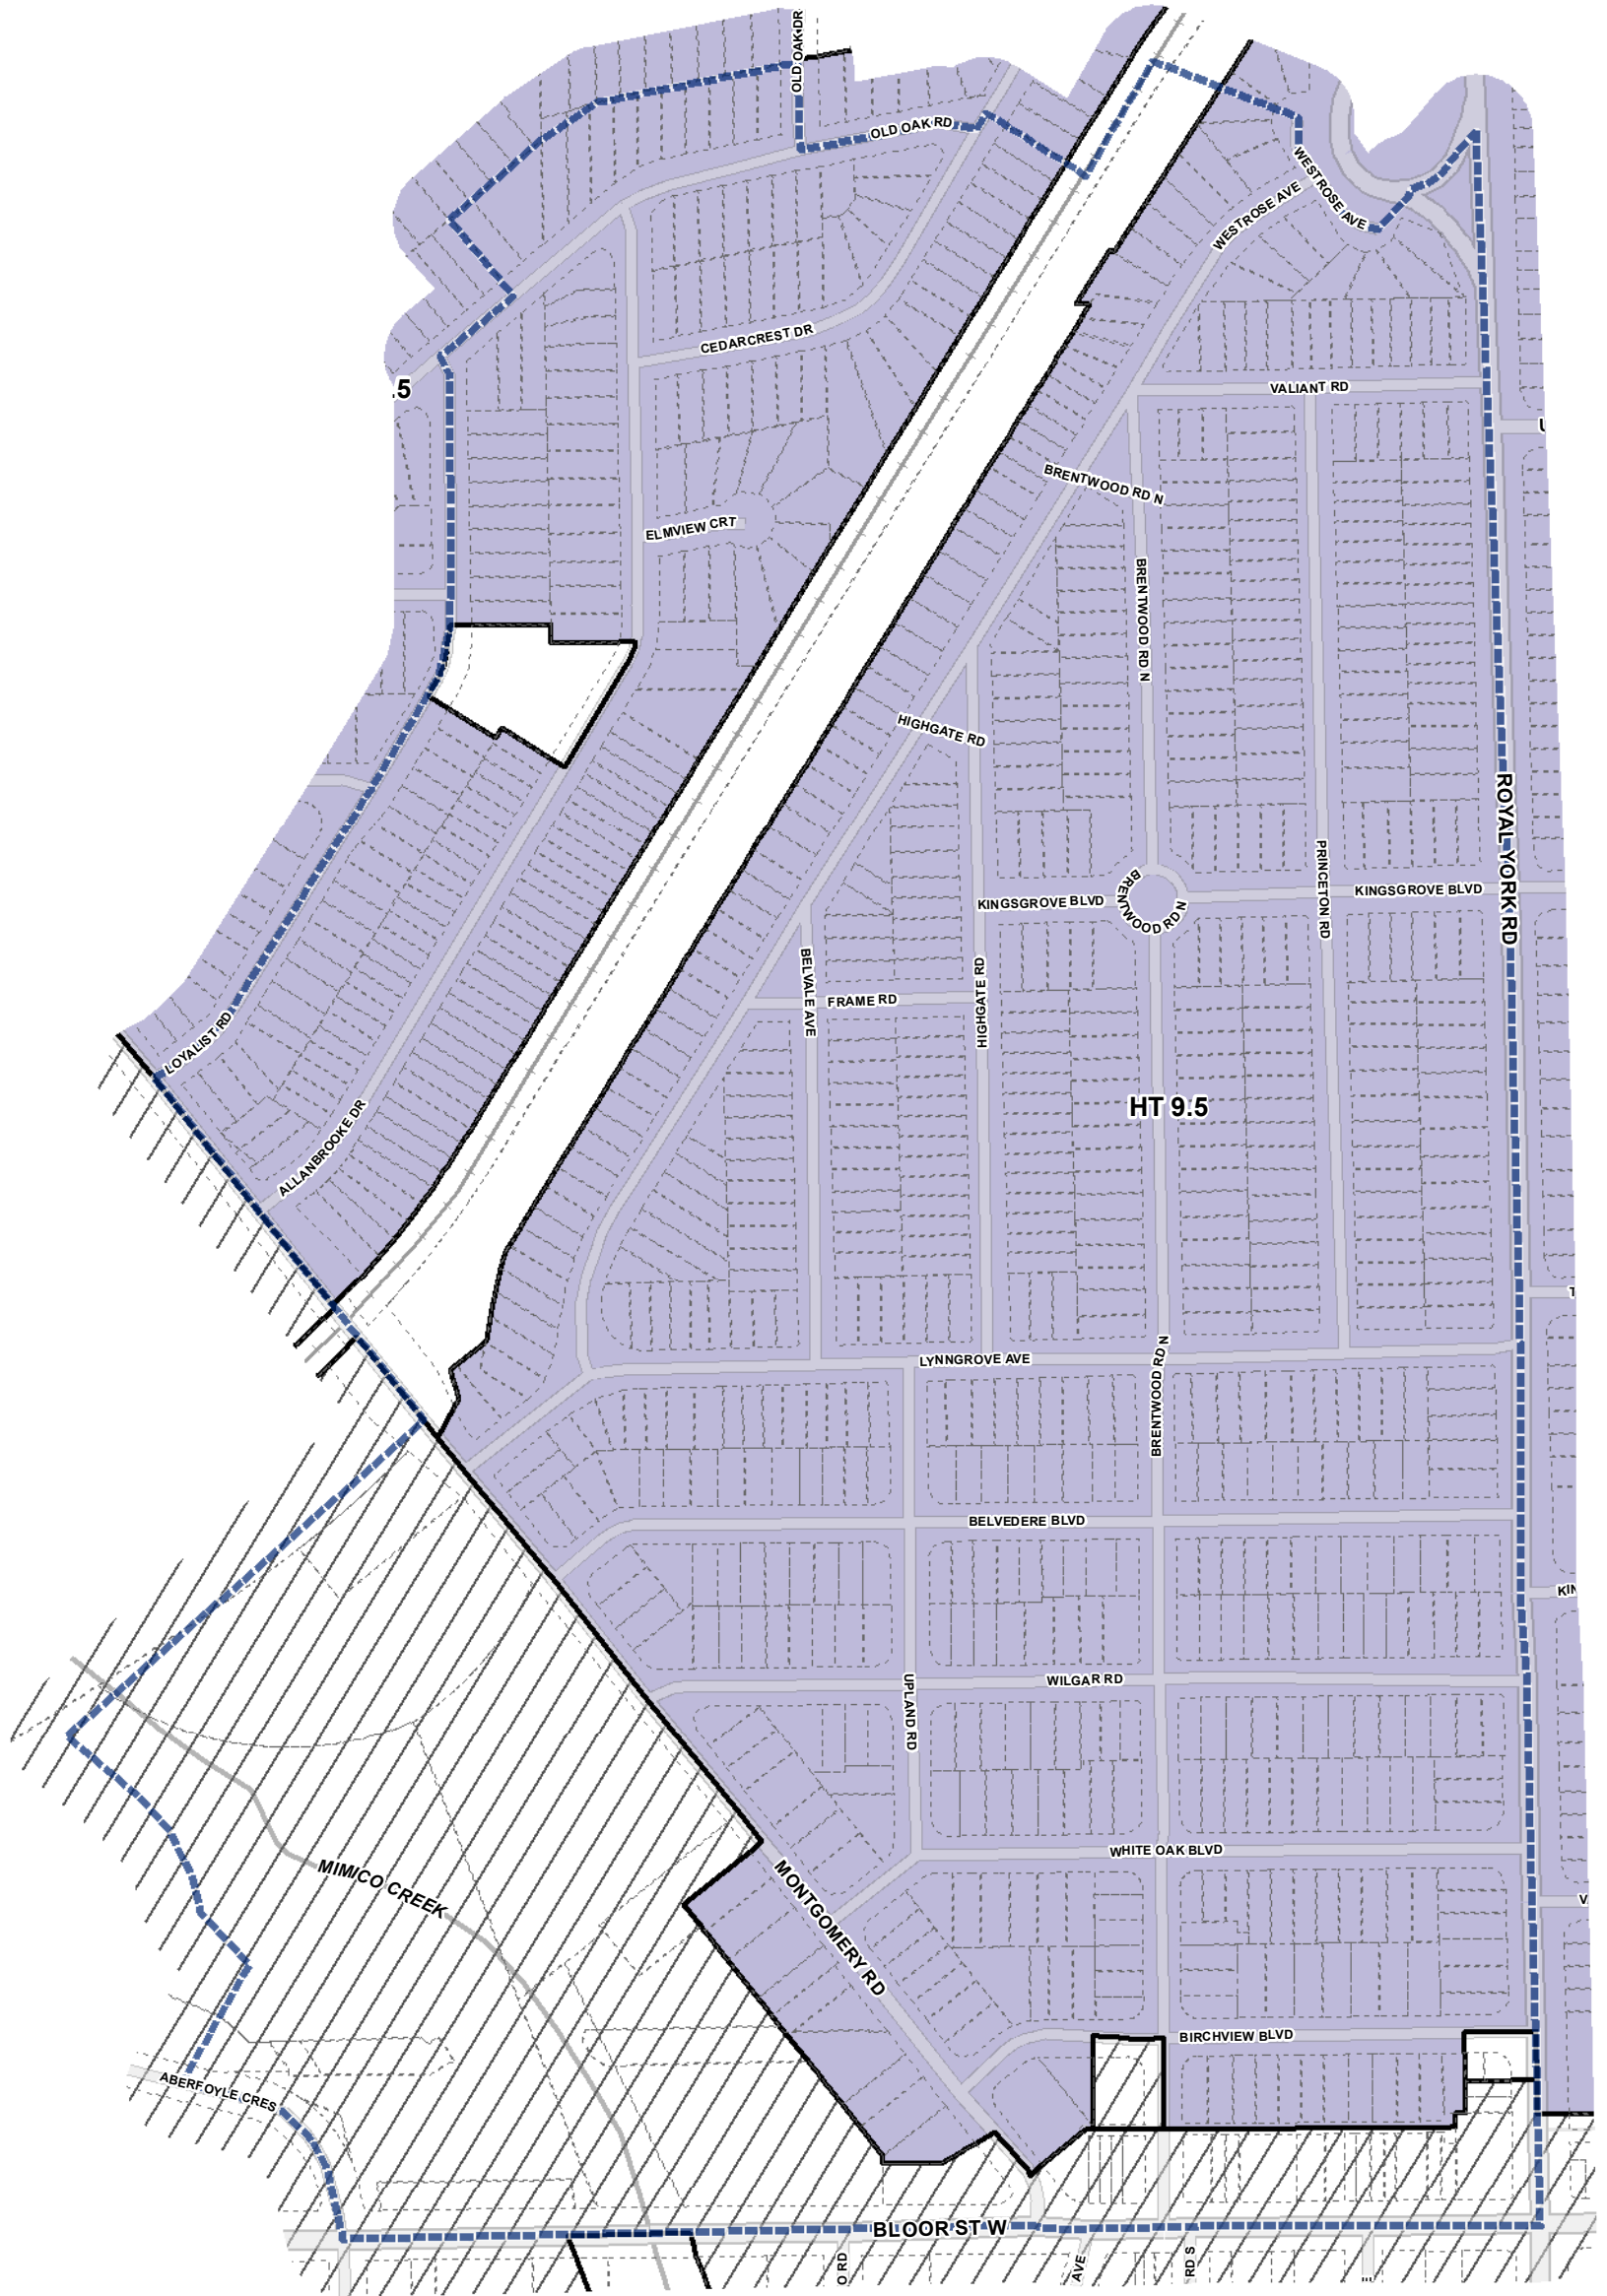 OLD OAK DR
OLD OAK RD
WESTROSE AVE
WESTROSE AVE
CEDARCREST DR
.5
VALIANT RD
U
BRENTWOOD RD N
ELMVIEW CRT
BRENTWOOD RD N
HIGHGATE RD
ROYAL YORK RD
PRINCETON RD
KINGSGROVE BLVD
BRENTWOOD RD N
KINGSGROVE BLVD
BELVALE AVE
FRAME RD
HIGHGATE RD
LOYALIST RD
ALLANBROOKE DR
HT 9.5
T
LYNNGROVE AVE
BRENTWOOD RD N
BELVEDERE BLVD
KIN
WILGAR RD
UPLAND RD
WHITE OAK BLVD
MIMICO CREEK
MONTGOMERY RD
V
BIRCHVIEW BLVD
ABERFOYLE CRES
BLOOR ST W
O RD
AVE
RD S